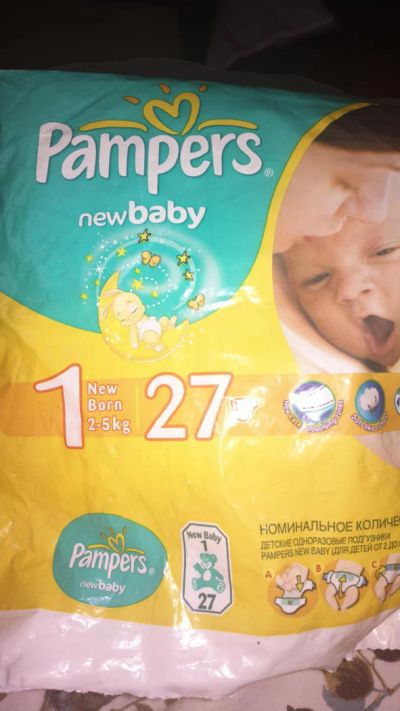 Pampers®
newbaby
1 New Born 2-5kg 27
New Baby
1
27
Pampers®
newbaby
НОМИНАЛЬНОЕ
ДЕТСКИЕ ОДНОРАЗОВЫЕ ПОДГУЗНИКИ
PAMPERS NEW BABY (ДЛЯ ДЕТЕЙ ОТ 2 ДО
A B C